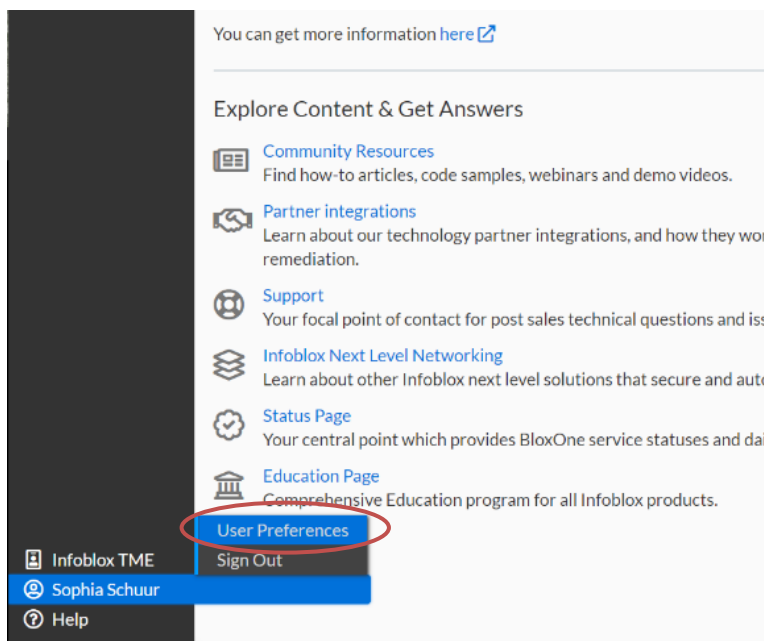 You can get more information here
Explore Content & Get Answers
Community Resources
Find how-to articles, code samples, webinars and demo videos.
Partner integrations
Learn about our technology partner integrations, and how they wor
remediation.
Support
Your focal point of contact for post sales technical questions and iss
Infoblox Next Level Networking
Learn about other Infoblox next level solutions that secure and auto
Status Page
Your central point which provides BloxOne service statuses and dai
Education Page
Comprehensive Education program for all Infoblox products.
User Preferences
Sign Out
Infoblox TME
Sophia Schuur
Help